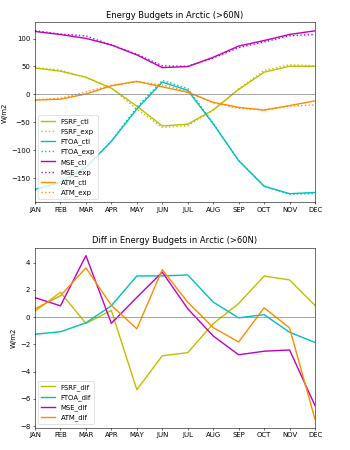 Energy Budgets in Arctic (>60N)
100
50
0
−50
−100
−150
W/m2
FSRF_ctl
FSRF_exp
FTOA_ctl
FTOA_exp
MSE_ctl
MSE_exp
ATM_ctl
ATM_exp
JAN FEB MAR APR MAY JUN JUL AUG SEP OCT NOV DEC
Diff in Energy Budgets in Arctic (>60N)
4
2
0
−2
−4
−6
−8
W/m2
FSRF_dif
FTOA_dif
MSE_dif
ATM_dif
JAN FEB MAR APR MAY JUN JUL AUG SEP OCT NOV DEC